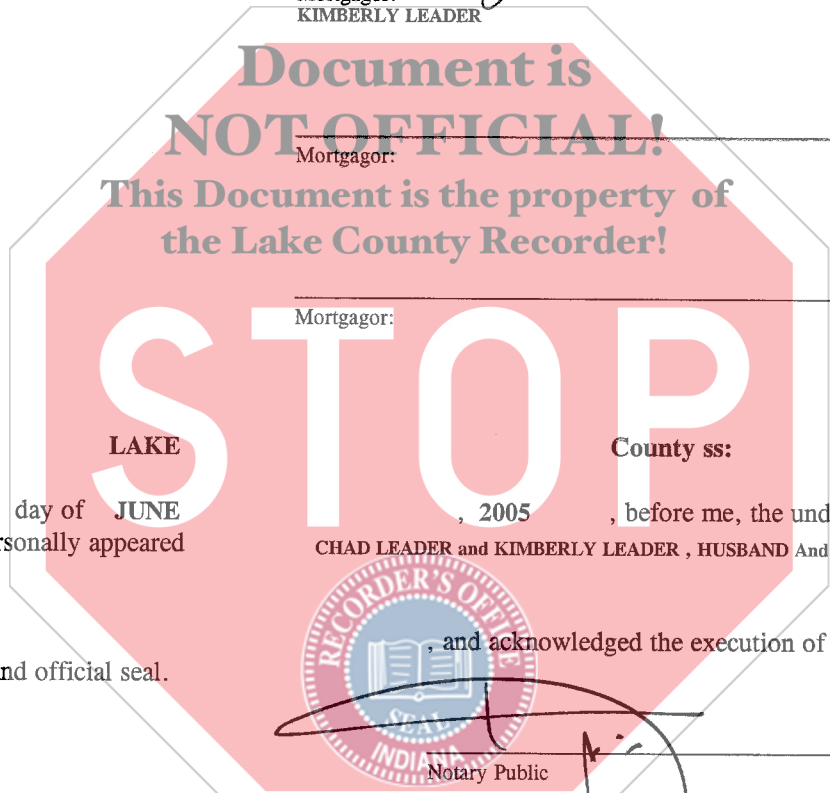 Mortgagor:
KIMBERLY LEADER
Document is
NOT OFFICIAL!
Mortgagor:
This Document is the property of
the Lake County Recorder!
Mortgagor:
STOP
LAKE County ss:
day of JUNE , 2005 , before me, the und
rsonally appeared CHAD LEADER and KIMBERLY LEADER , HUSBAND And
RECORDER'S OFFICE
, and acknowledged the execution of
nd official seal.
SEAL
INDIANA
Notary Public